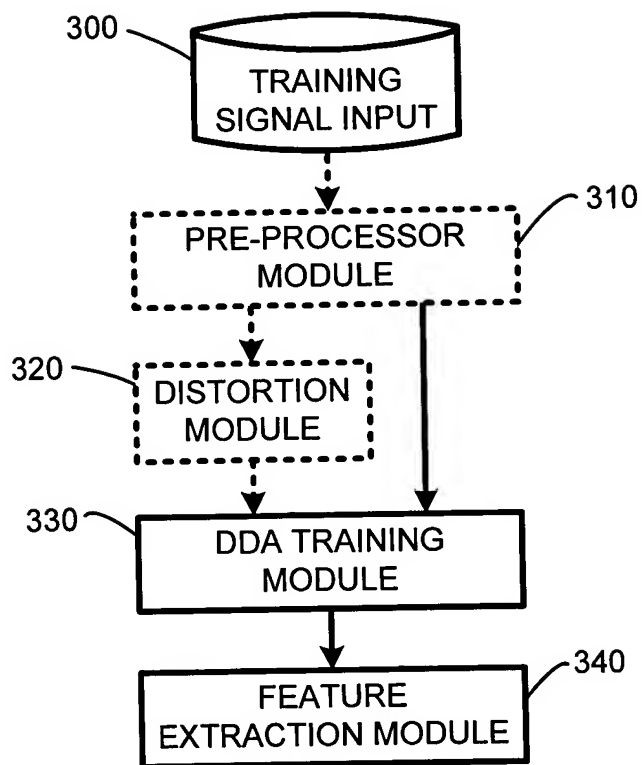 300
TRAINING
SIGNAL INPUT
310
PRE-PROCESSOR
MODULE
320
DISTORTION
MODULE
330
DDA TRAINING
MODULE
340
FEATURE
EXTRACTION MODULE